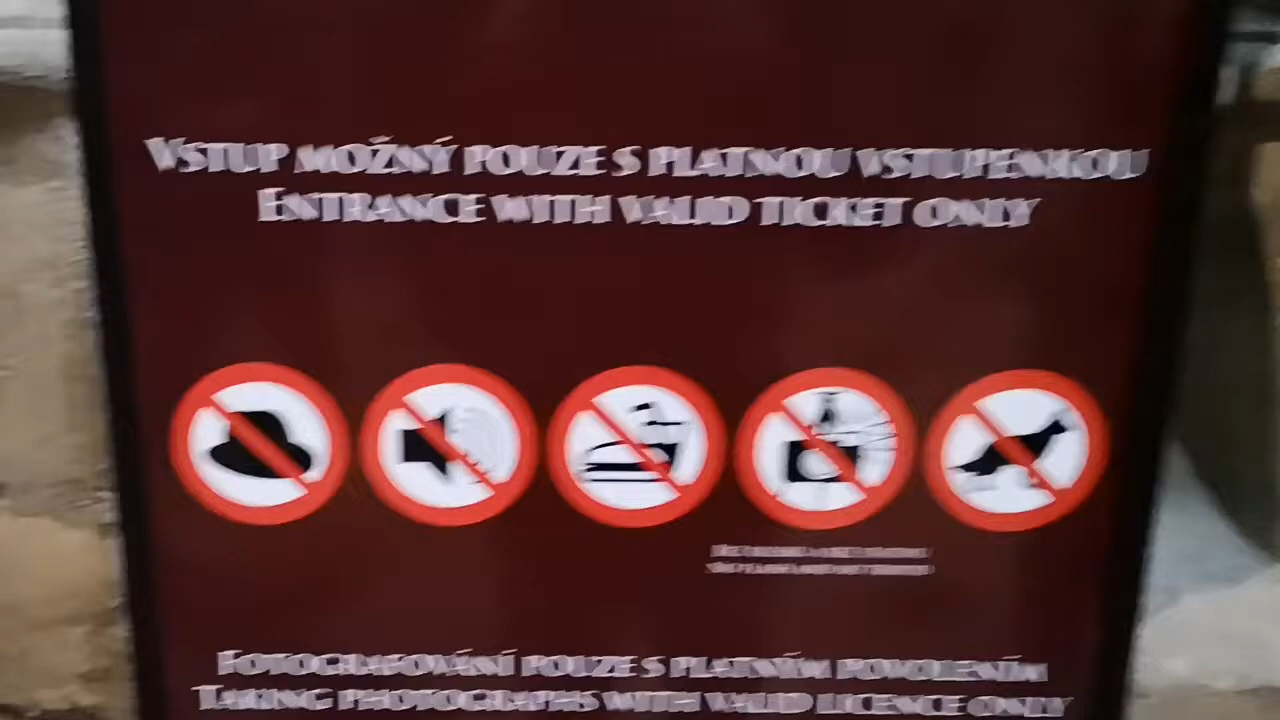 VSTUP MOŽNÝ POUZE S PLATNOU VSTUPENKOU
ENTRANCE WITH VALID TICKET ONLY
FOTOGRAFOVÁNÍ POUZE S PLATNÝM POVOLENÍM
TAKING PHOTOGRAPHS WITH VALID LICENCE ONLY